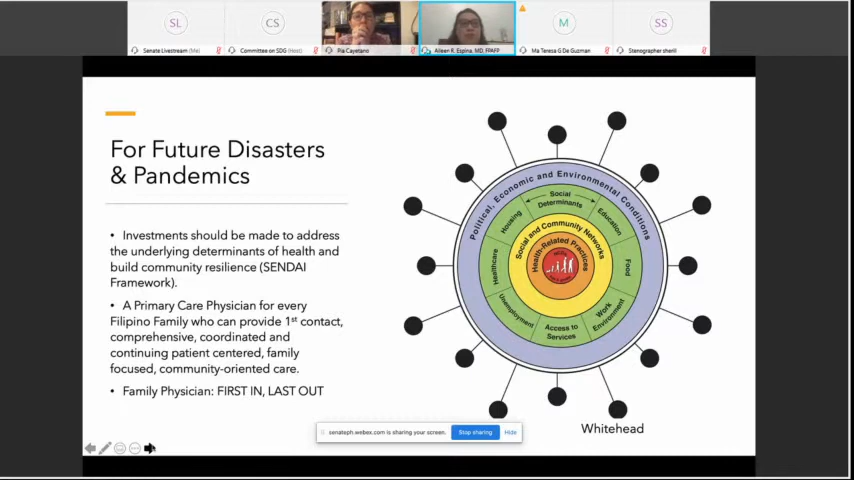 SL
CS
M
SS
Senate Livestream (Me)
Committee on SDG (Host)
Pia Cayetano
Aileen R. Espina, MD, FPAFP
Ma Teresa G De Guzman
Stenographer sherill
For Future Disasters
& Pandemics
• Investments should be made to address
the underlying determinants of health and
build community resilience (SENDAI
Framework).
• A Primary Care Physician for every
Filipino Family who can provide 1st contact,
comprehensive, coordinated and
continuing patient centered, family
focused, community-oriented care.
• Family Physician: FIRST IN, LAST OUT
Political, Economic and Environmental Conditions
Social
Determinants
Housing
Education
Healthcare
Food
Unemployment
Work
Environment
Access to
Services
Social and Community Networks
Health-Related Practices
Whitehead
senateph.webex.com is sharing your screen.
Stop sharing
Hide